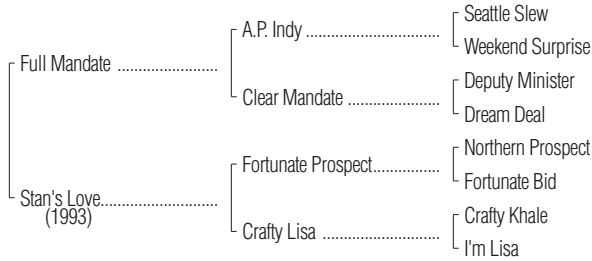 Seattle Slew
A.P. Indy ..............................
Weekend Surprise
Full Mandate ......................
Deputy Minister
Clear Mandate .....................
Dream Deal
Northern Prospect
Fortunate Prospect...............
Fortunate Bid
Stan's Love..........................
(1993)
Crafty Khale
Crafty Lisa ..........................
I'm Lisa